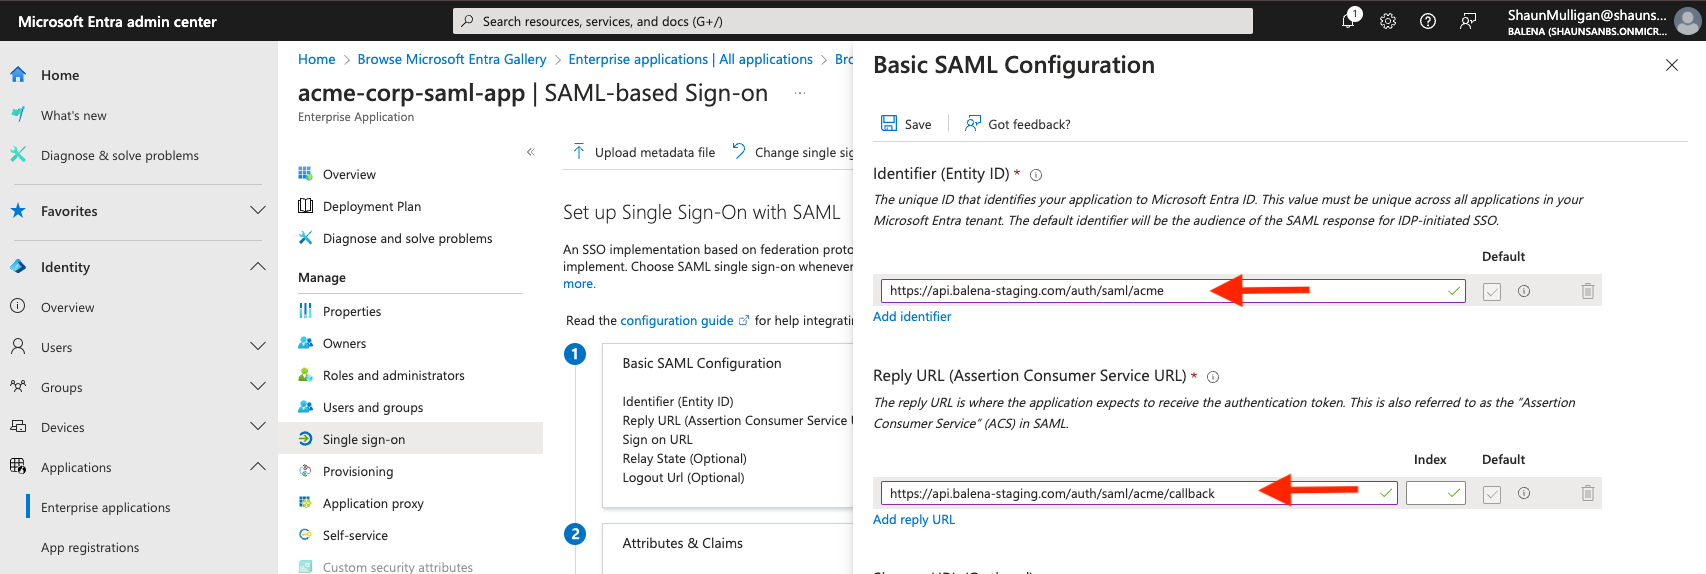 Microsoft Entra admin center
Search resources, services, and docs (G+/)
1
ShaunMulligan@shauns...
BALENA (SHAUNSANBS.ONMICR...
Home
What's new
Diagnose & solve problems
Favorites
Identity
Overview
Users
Groups
Devices
Applications
Enterprise applications
App registrations
Home > Browse Microsoft Entra Gallery > Enterprise applications | All applications > Brc
acme-corp-saml-app | SAML-based Sign-on ...
Enterprise Application
Overview
Deployment Plan
Diagnose and solve problems
Manage
Properties
Owners
Roles and administrators
Users and groups
Single sign-on
Provisioning
Application proxy
Self-service
Custom security attributes
Upload metadata file
Change single sig
Set up Single Sign-On with SAML
An SSO implementation based on federation proto
implement. Choose SAML single sign-on whenever
more.
Read the configuration guide for help integrati
1
Basic SAML Configuration
Identifier (Entity ID)
Reply URL (Assertion Consumer Service U
Sign on URL
Relay State (Optional)
Logout Url (Optional)
2
Attributes & Claims
Basic SAML Configuration
Save
Got feedback?
Identifier (Entity ID) *
The unique ID that identifies your application to Microsoft Entra ID. This value must be unique across all applications in your
Microsoft Entra tenant. The default identifier will be the audience of the SAML response for IDP-initiated SSO.
Default
https://api.balena-staging.com/auth/saml/acme
Add identifier
Reply URL (Assertion Consumer Service URL) *
The reply URL is where the application expects to receive the authentication token. This is also referred to as the "Assertion
Consumer Service" (ACS) in SAML.
Index Default
https://api.balena-staging.com/auth/saml/acme/callback
Add reply URL